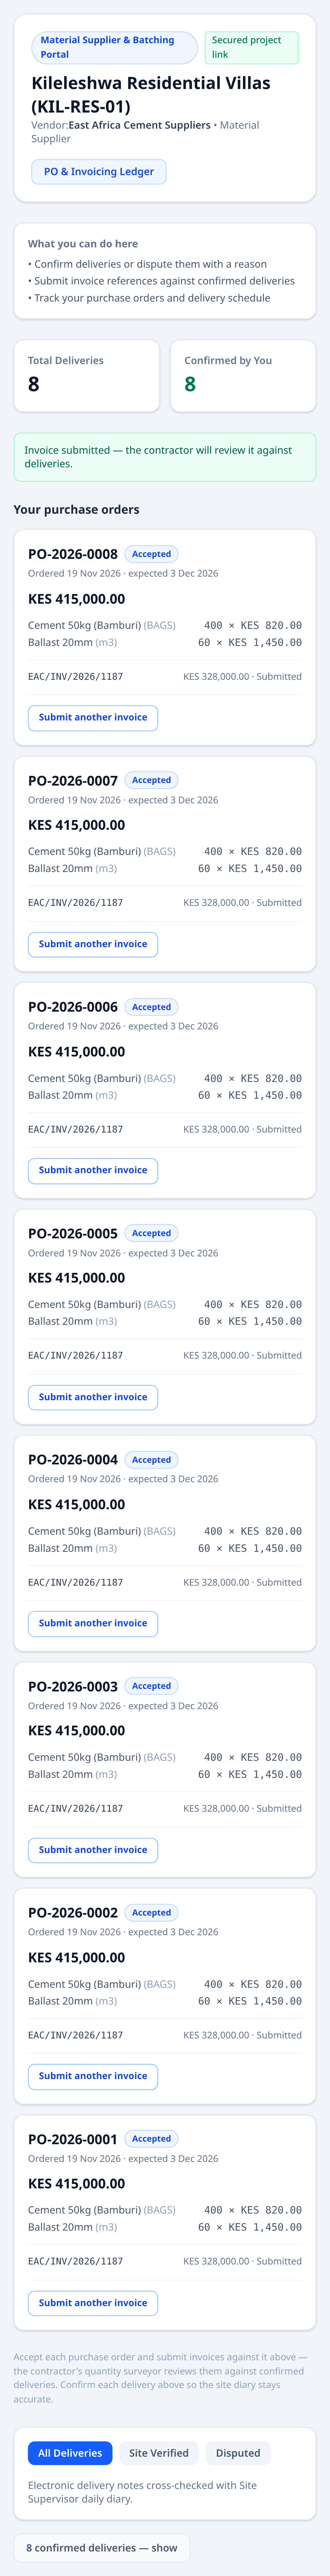 Material Supplier & Batching
Portal
Secured project
link
Kileleshwa Residential Villas
(KIL-RES-01)
Vendor:East Africa Cement Suppliers • Material
Supplier
PO & Invoicing Ledger
What you can do here
• Confirm deliveries or dispute them with a reason
• Submit invoice references against confirmed deliveries
• Track your purchase orders and delivery schedule
Total Deliveries
8
Confirmed by You
8
Invoice submitted — the contractor will review it against
deliveries.
Your purchase orders
PO-2026-0008 Accepted
Ordered 19 Nov 2026 · expected 3 Dec 2026
KES 415,000.00
Cement 50kg (Bamburi) (BAGS) 400 × KES 820.00
Ballast 20mm (m3) 60 × KES 1,450.00
EAC/INV/2026/1187 KES 328,000.00 · Submitted
Submit another invoice
PO-2026-0007 Accepted
Ordered 19 Nov 2026 · expected 3 Dec 2026
KES 415,000.00
Cement 50kg (Bamburi) (BAGS) 400 × KES 820.00
Ballast 20mm (m3) 60 × KES 1,450.00
EAC/INV/2026/1187 KES 328,000.00 · Submitted
Submit another invoice
PO-2026-0006 Accepted
Ordered 19 Nov 2026 · expected 3 Dec 2026
KES 415,000.00
Cement 50kg (Bamburi) (BAGS) 400 × KES 820.00
Ballast 20mm (m3) 60 × KES 1,450.00
EAC/INV/2026/1187 KES 328,000.00 · Submitted
Submit another invoice
PO-2026-0005 Accepted
Ordered 19 Nov 2026 · expected 3 Dec 2026
KES 415,000.00
Cement 50kg (Bamburi) (BAGS) 400 × KES 820.00
Ballast 20mm (m3) 60 × KES 1,450.00
EAC/INV/2026/1187 KES 328,000.00 · Submitted
Submit another invoice
PO-2026-0004 Accepted
Ordered 19 Nov 2026 · expected 3 Dec 2026
KES 415,000.00
Cement 50kg (Bamburi) (BAGS) 400 × KES 820.00
Ballast 20mm (m3) 60 × KES 1,450.00
EAC/INV/2026/1187 KES 328,000.00 · Submitted
Submit another invoice
PO-2026-0003 Accepted
Ordered 19 Nov 2026 · expected 3 Dec 2026
KES 415,000.00
Cement 50kg (Bamburi) (BAGS) 400 × KES 820.00
Ballast 20mm (m3) 60 × KES 1,450.00
EAC/INV/2026/1187 KES 328,000.00 · Submitted
Submit another invoice
PO-2026-0002 Accepted
Ordered 19 Nov 2026 · expected 3 Dec 2026
KES 415,000.00
Cement 50kg (Bamburi) (BAGS) 400 × KES 820.00
Ballast 20mm (m3) 60 × KES 1,450.00
EAC/INV/2026/1187 KES 328,000.00 · Submitted
Submit another invoice
PO-2026-0001 Accepted
Ordered 19 Nov 2026 · expected 3 Dec 2026
KES 415,000.00
Cement 50kg (Bamburi) (BAGS) 400 × KES 820.00
Ballast 20mm (m3) 60 × KES 1,450.00
EAC/INV/2026/1187 KES 328,000.00 · Submitted
Submit another invoice
Accept each purchase order and submit invoices against it above —
the contractor's quantity surveyor reviews them against confirmed
deliveries. Confirm each delivery above so the site diary stays
accurate.
All Deliveries Site Verified Disputed
Electronic delivery notes cross-checked with Site
Supervisor daily diary.
8 confirmed deliveries — show